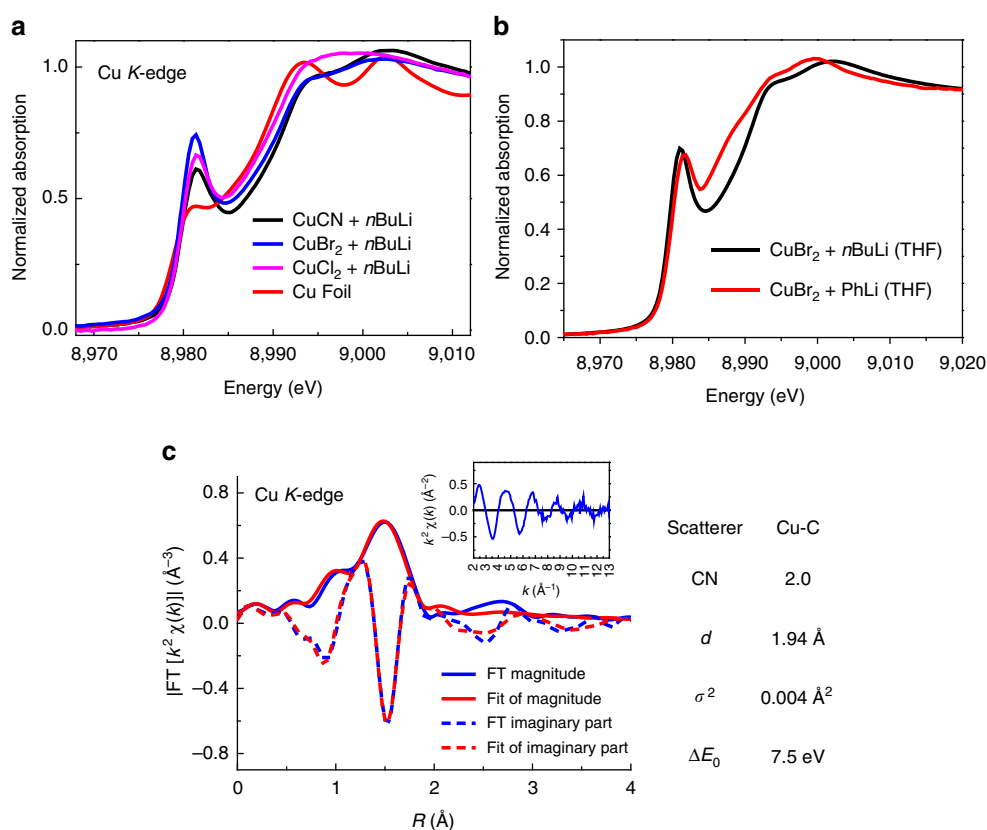 a
Cu K-edge
Normalized absorption
1.0
0.5
0.0
CuCN + nBuLi
CuBr₂ + nBuLi
CuCl₂ + nBuLi
Cu Foil
8,970 8,980 8,990 9,000 9,010
Energy (eV)
b
Normalized absorption
1.0
0.8
0.6
0.4
0.2
0.0
CuBr₂ + nBuLi (THF)
CuBr₂ + PhLi (THF)
8,970 8,980 8,990 9,000 9,010 9,020
Energy (eV)
c
Cu K-edge
|FT [k² χ(k)]| (Å⁻³)
0.8
0.4
0.0
−0.4
−0.8
k² χ(k) (Å⁻²)
0.5
0.0
−0.5
2 3 4 5 6 7 8 9 10 11 12 13
k (Å⁻¹)
FT magnitude
Fit of magnitude
FT imaginary part
Fit of imaginary part
0 1 2 3 4
R (Å)
Scatterer Cu-C
CN 2.0
d 1.94 Å
σ² 0.004 Å²
ΔE₀ 7.5 eV